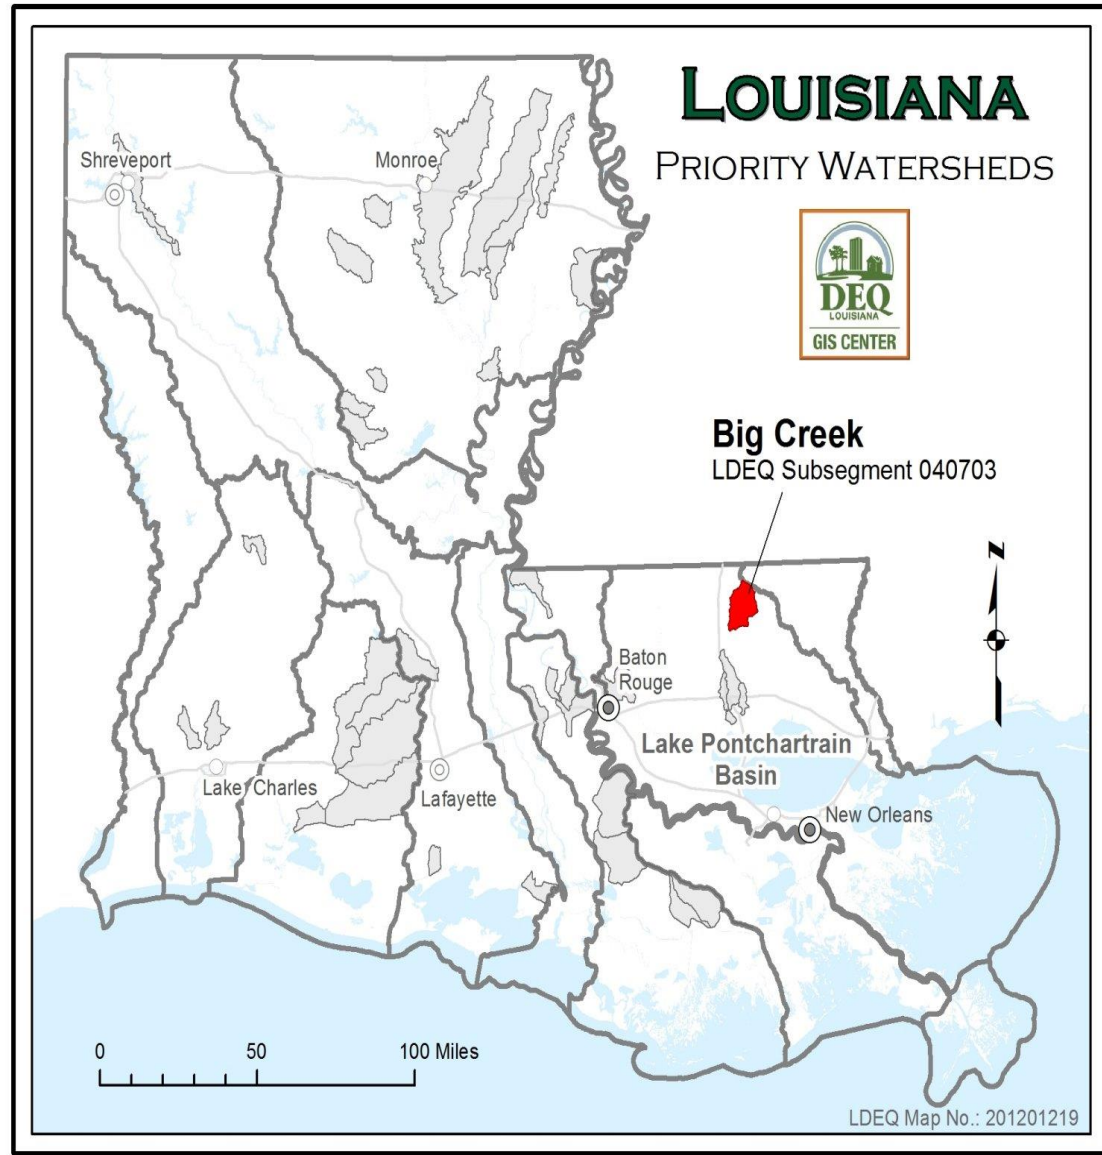 LOUISIANA
PRIORITY WATERSHEDS
DEQ
LOUISIANA
GIS CENTER
Shreveport
Monroe
Big Creek
LDEQ Subsegment 040703
N
Baton
Rouge
Lake Pontchartrain
Basin
Lake Charles
Lafayette
New Orleans
0 50 100 Miles
LDEQ Map No.: 201201219